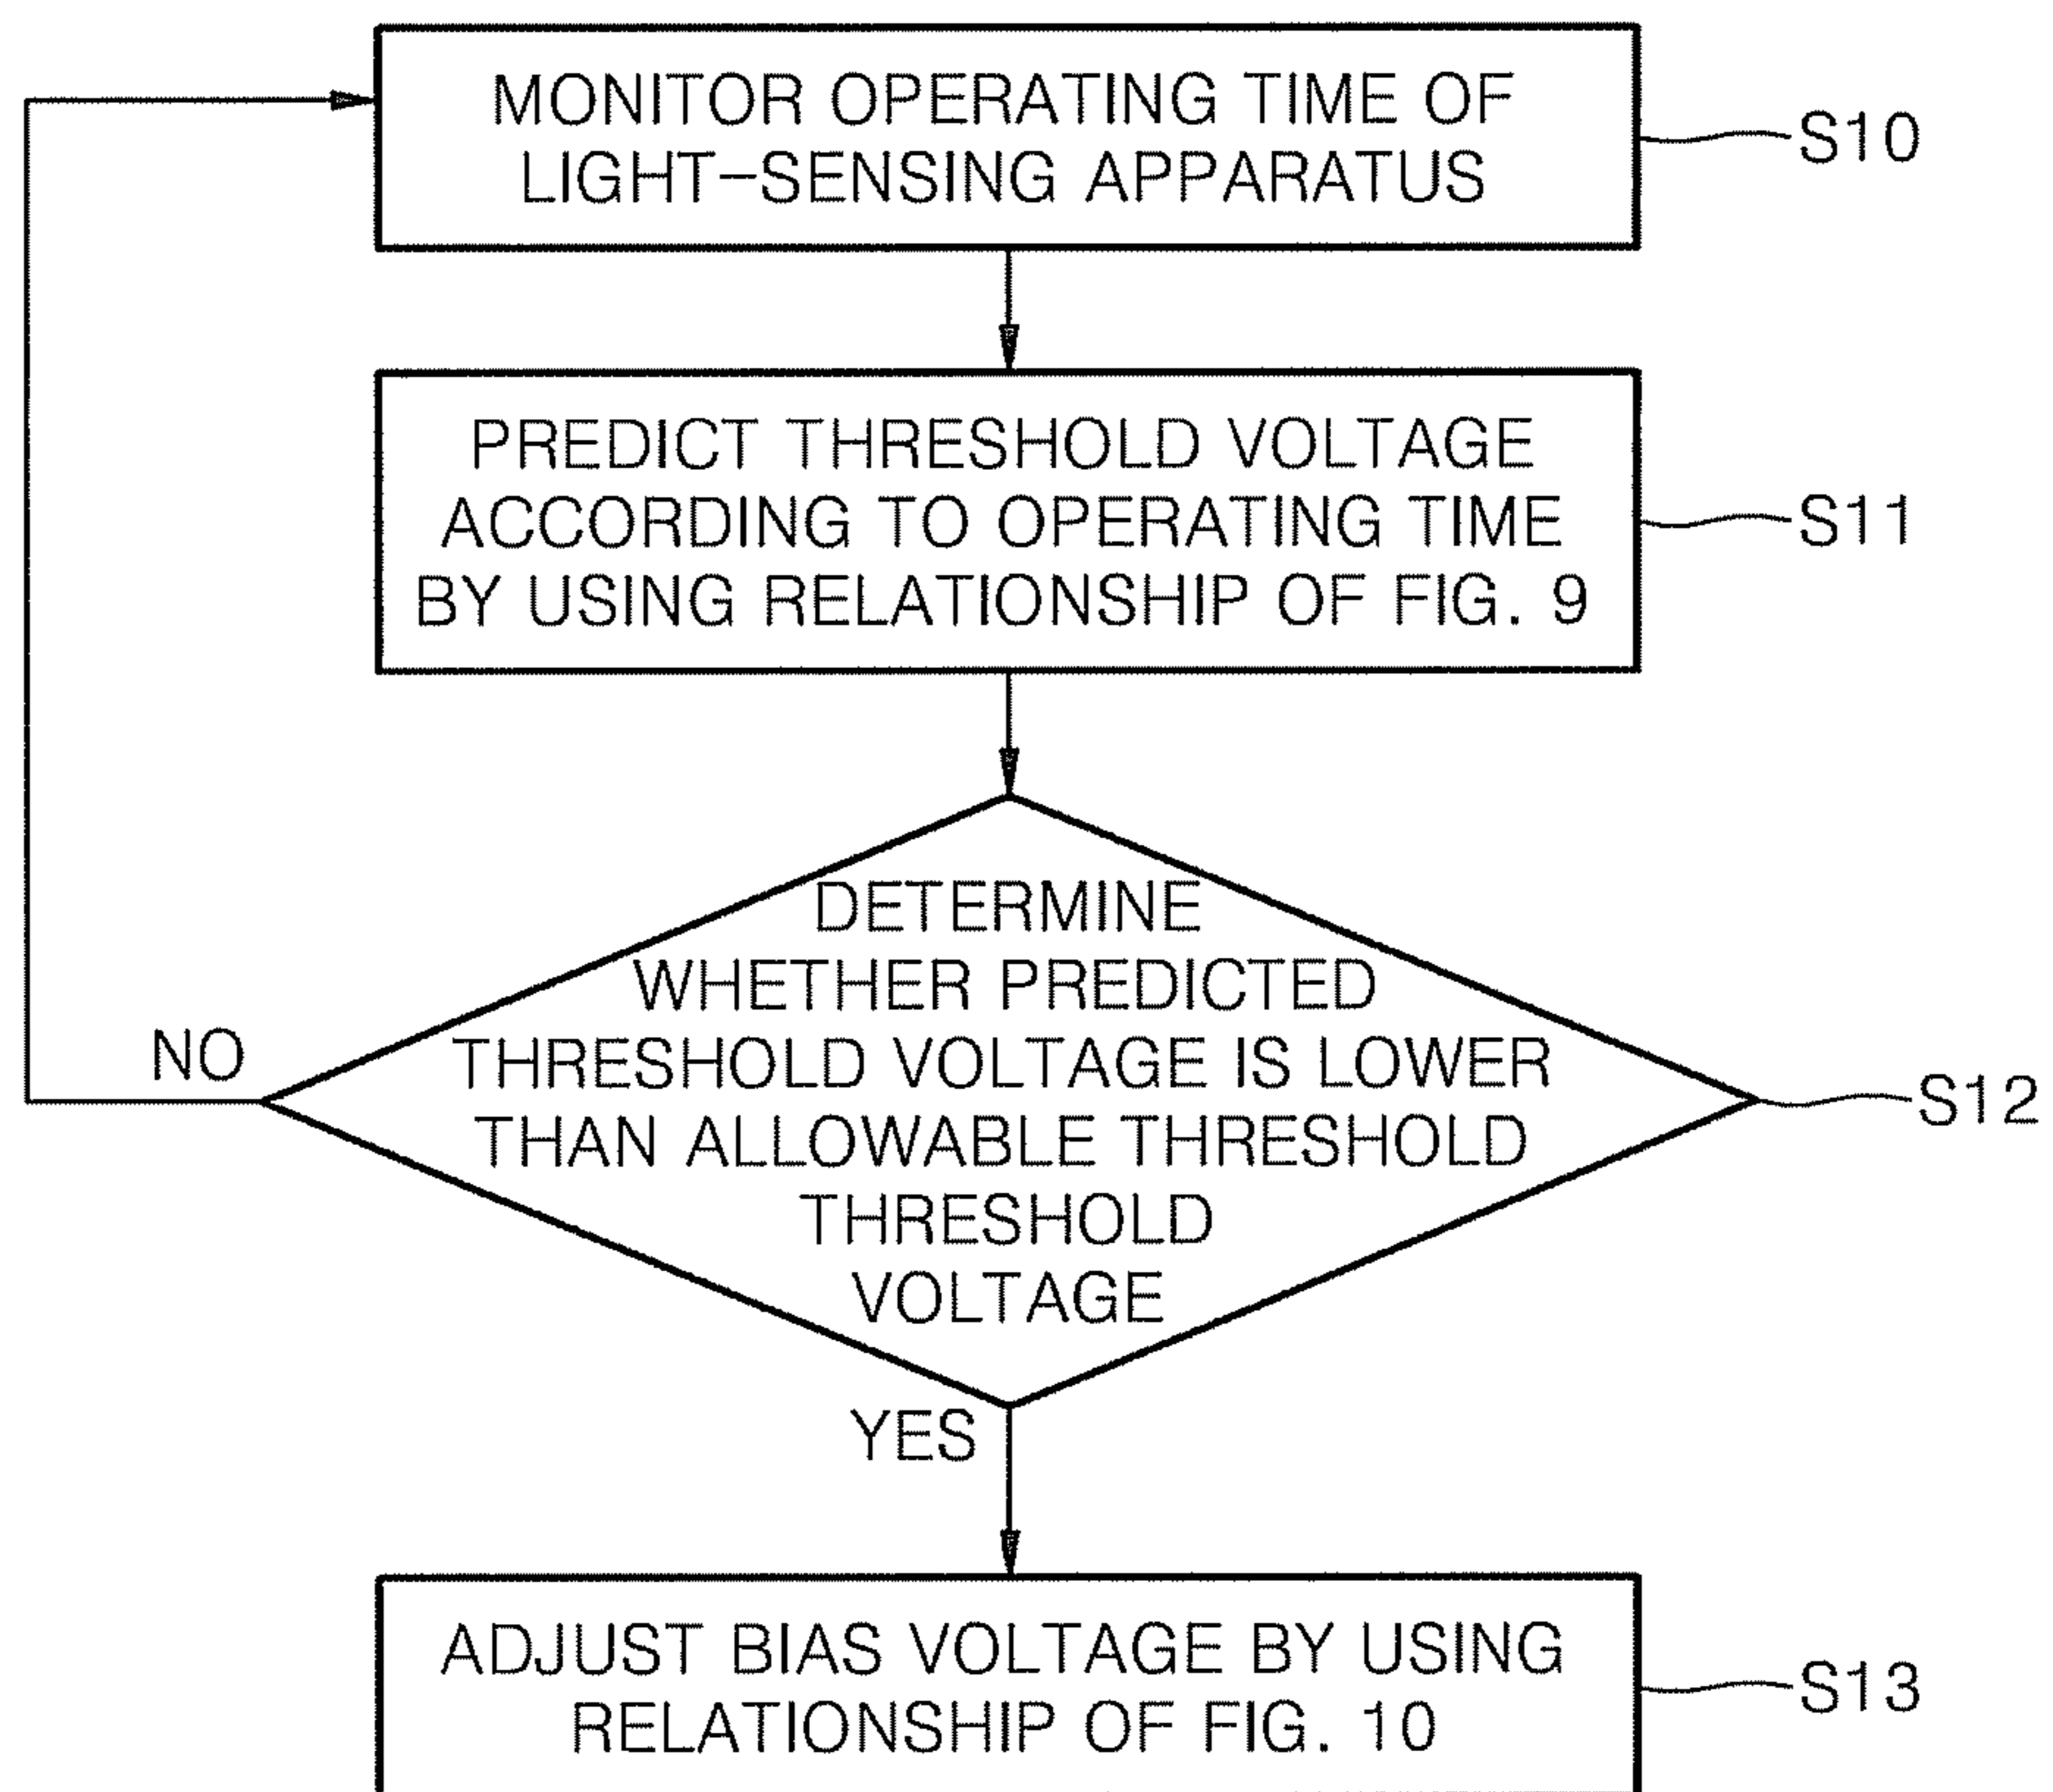 MONITOR OPERATING TIME OF
LIGHT-SENSING APPARATUS
S10
PREDICT THRESHOLD VOLTAGE
ACCORDING TO OPERATING TIME
BY USING RELATIONSHIP OF FIG. 9
S11
DETERMINE
WHETHER PREDICTED
THRESHOLD VOLTAGE IS LOWER
THAN ALLOWABLE THRESHOLD
THRESHOLD
VOLTAGE
NO
S12
YES
ADJUST BIAS VOLTAGE BY USING
RELATIONSHIP OF FIG. 10
S13